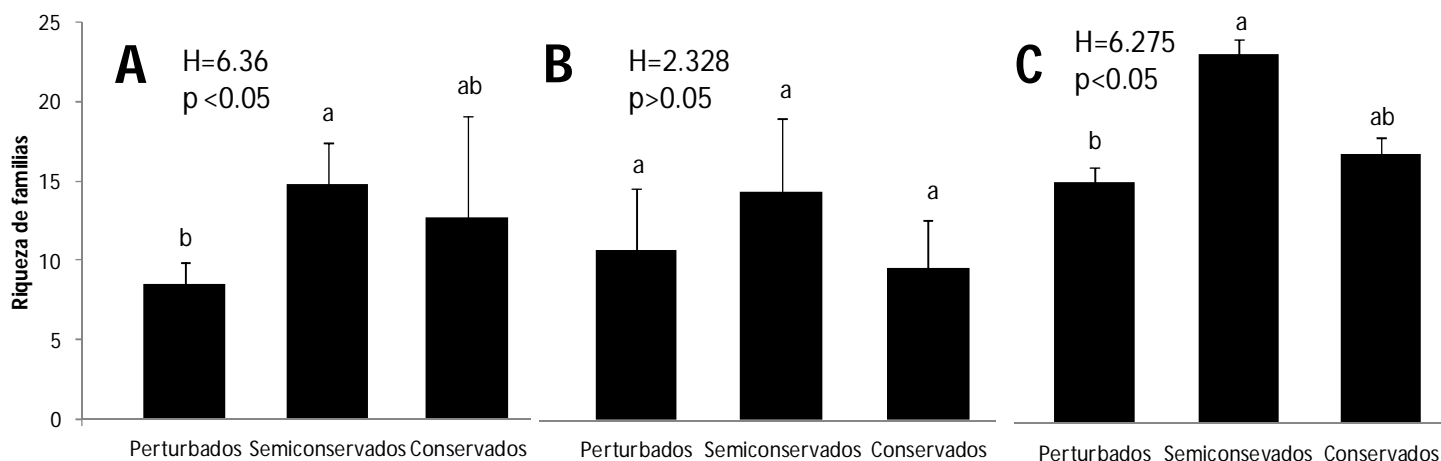 Riqueza de familias
25
20
15
10
5
0
A
H=6.36
p <0.05
b
a
ab
Perturbados Semiconservados Conservados
B
H=2.328
p>0.05
a
a
a
Perturbados Semiconservados Conservados
C
H=6.275
p<0.05
b
a
ab
Perturbados Semiconsevados Conservados